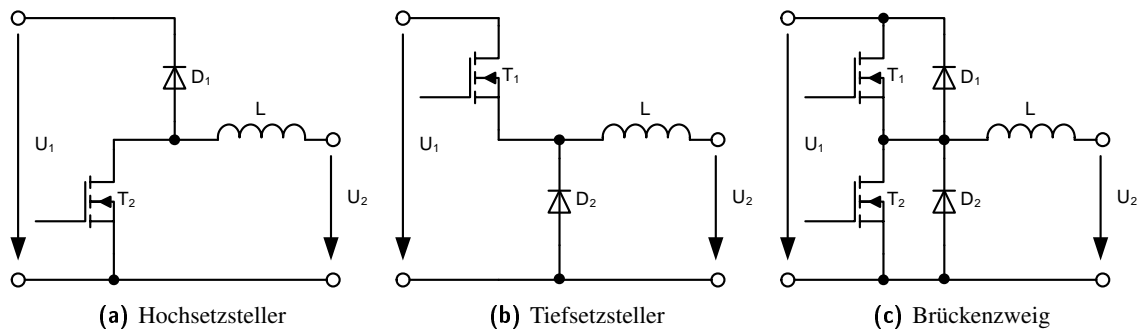 D₁
L
U₁
T₂
U₂
(a) Hochsetzsteller
T₁
L
U₁
D₂
U₂
(b) Tiefsetzsteller
T₁
D₁
L
U₁
T₂
D₂
U₂
(c) Brückenzweig